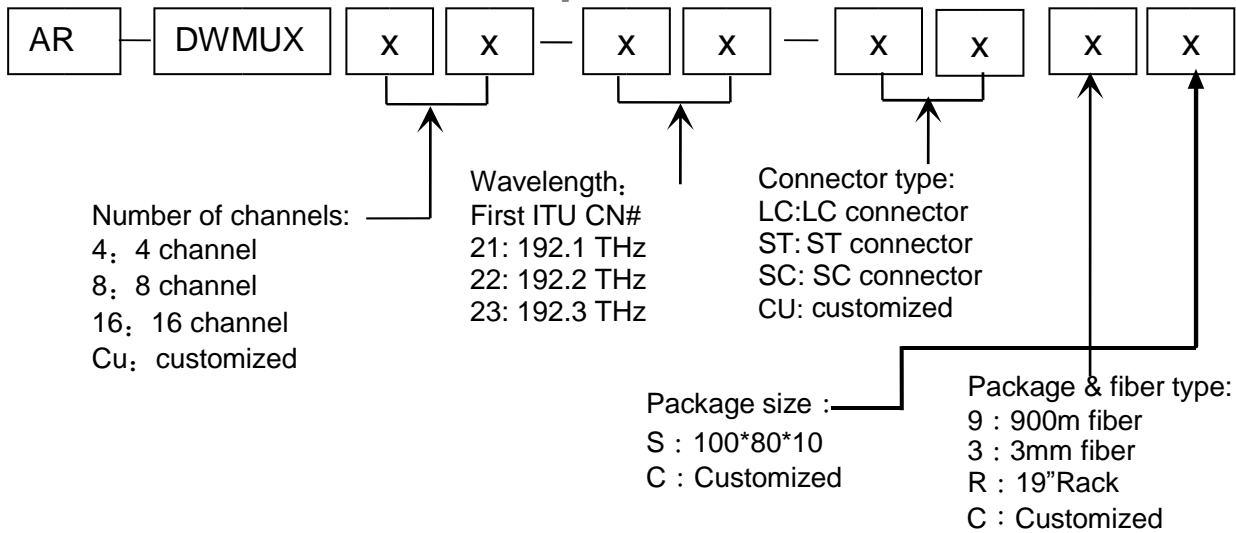 AR — DWMUX x x — x x — x x x x
Number of channels:
4：4 channel
8：8 channel
16：16 channel
Cu：customized
Wavelength：
First ITU CN#
21: 192.1 THz
22: 192.2 THz
23: 192.3 THz
Connector type:
LC:LC connector
ST: ST connector
SC: SC connector
CU: customized
Package size：
S：100*80*10
C：Customized
Package & fiber type:
9：900m fiber
3：3mm fiber
R：19”Rack
C：Customized